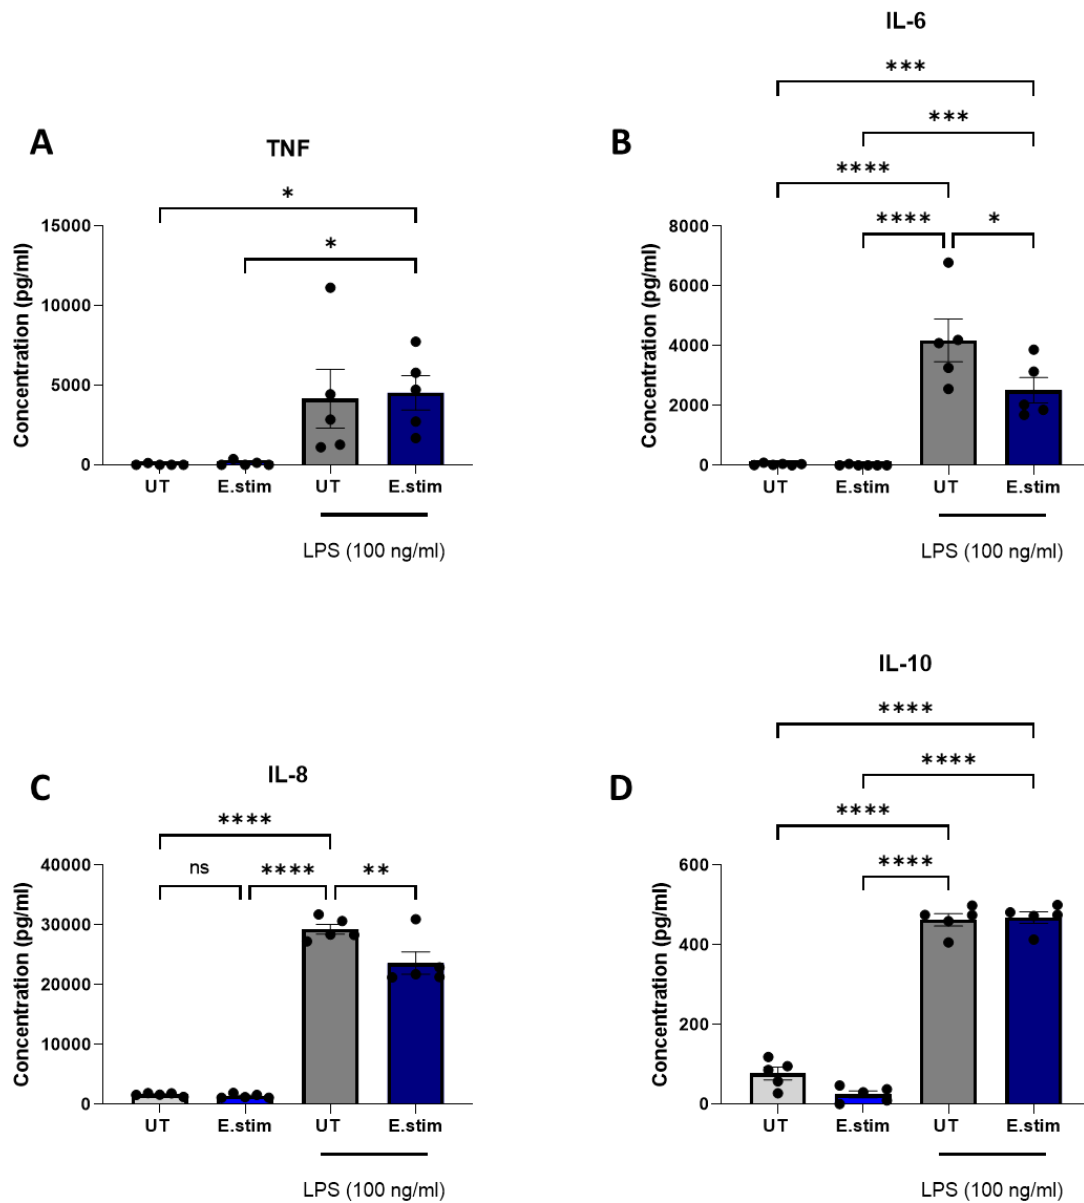 A
TNF
*
*
Concentration (pg/ml)
15000
10000
5000
0
UT E.stim UT E.stim
LPS (100 ng/ml)
B
IL-6
***
***
****
**** *
Concentration (pg/ml)
8000
6000
4000
2000
0
UT E.stim UT E.stim
LPS (100 ng/ml)
C
IL-8
****
ns **** **
Concentration (pg/ml)
40000
30000
20000
10000
0
UT E.stim UT E.stim
LPS (100 ng/ml)
D
IL-10
****
****
****
****
Concentration (pg/ml)
600
400
200
0
UT E.stim UT E.stim
LPS (100 ng/ml)